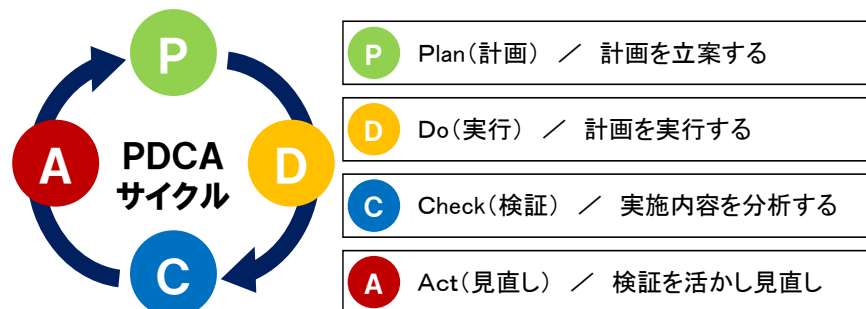 P
A
D
C
PDCA
サイクル
P Plan(計画) ／ 計画を立案する
D Do(実行) ／ 計画を実行する
C Check(検証) ／ 実施内容を分析する
A Act(見直し) ／ 検証を活かし見直し